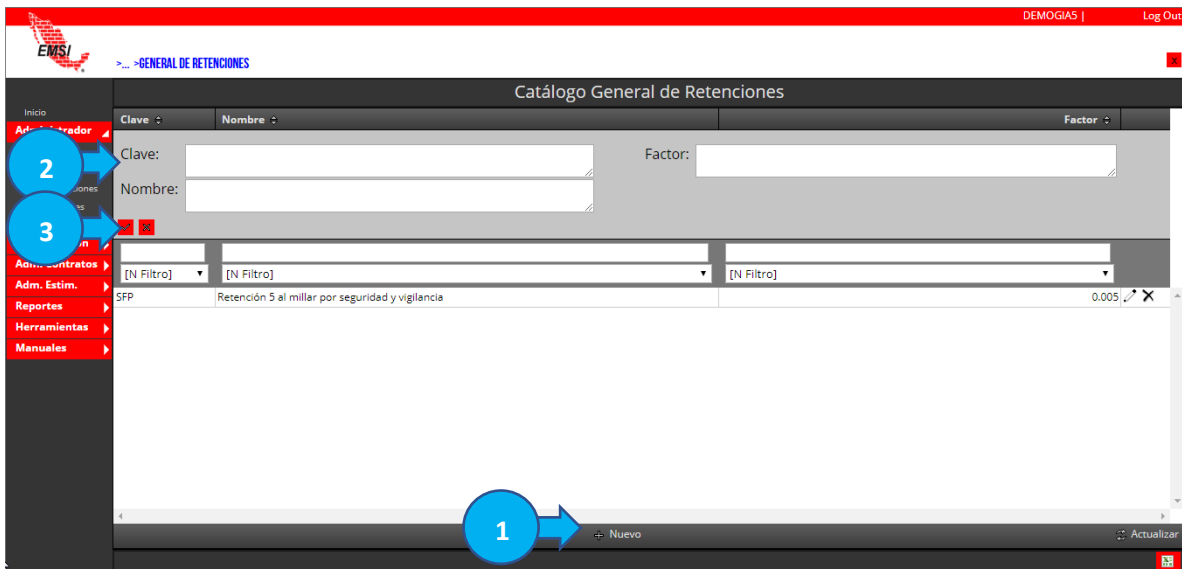 DEMOGIA5 | Log Out
EMSI
>... >GENERAL DE RETENCIONES
x
Catálogo General de Retenciones
Inicio
Clave Nombre Factor
Administrador
2
Clave: Factor:
Nombre:
3
Adm. Contratos
[N Filtro] [N Filtro] [N Filtro]
Adm. Estim.
SFP Retención 5 al millar por seguridad y vigilancia 0.005
Reportes
Herramientas
Manuales
1
Nuevo Actualizar